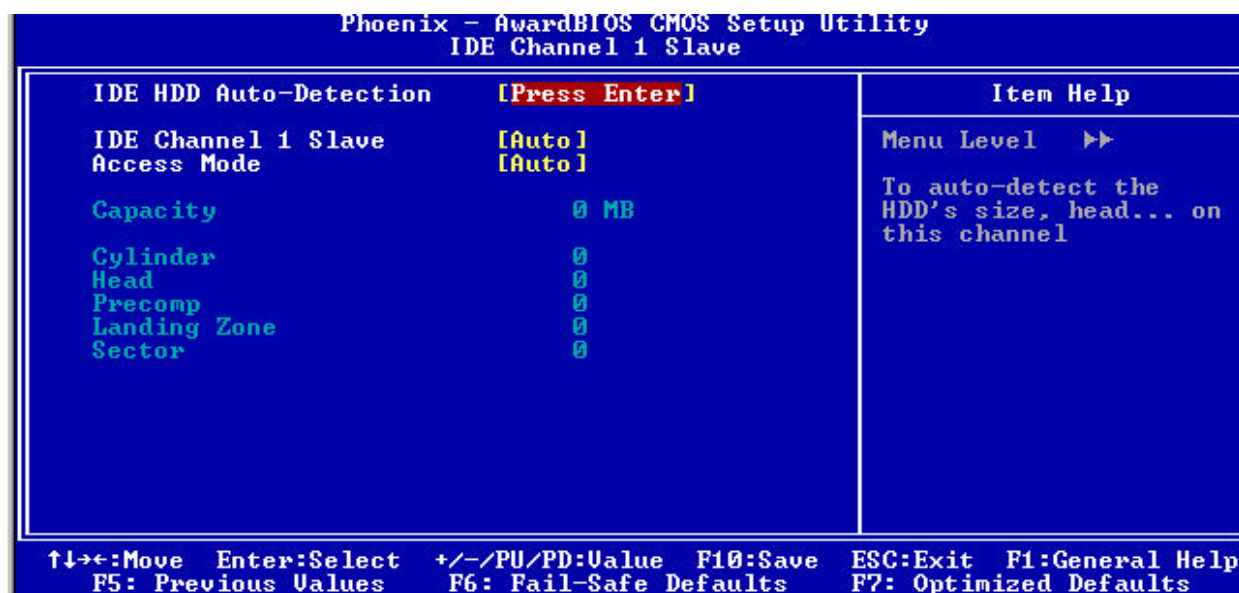 Phoenix - AwardBIOS CMOS Setup Utility
IDE Channel 1 Slave
IDE HDD Auto-Detection [Press Enter]
IDE Channel 1 Slave [Auto]
Access Mode [Auto]
Capacity 0 MB
Cylinder 0
Head 0
Precomp 0
Landing Zone 0
Sector 0
Item Help
Menu Level ▸▸
To auto-detect the
HDD's size, head... on
this channel
↑↓→←:Move Enter:Select +/-/PU/PD:Value F10:Save ESC:Exit F1:General Help
F5: Previous Values F6: Fail-Safe Defaults F7: Optimized Defaults